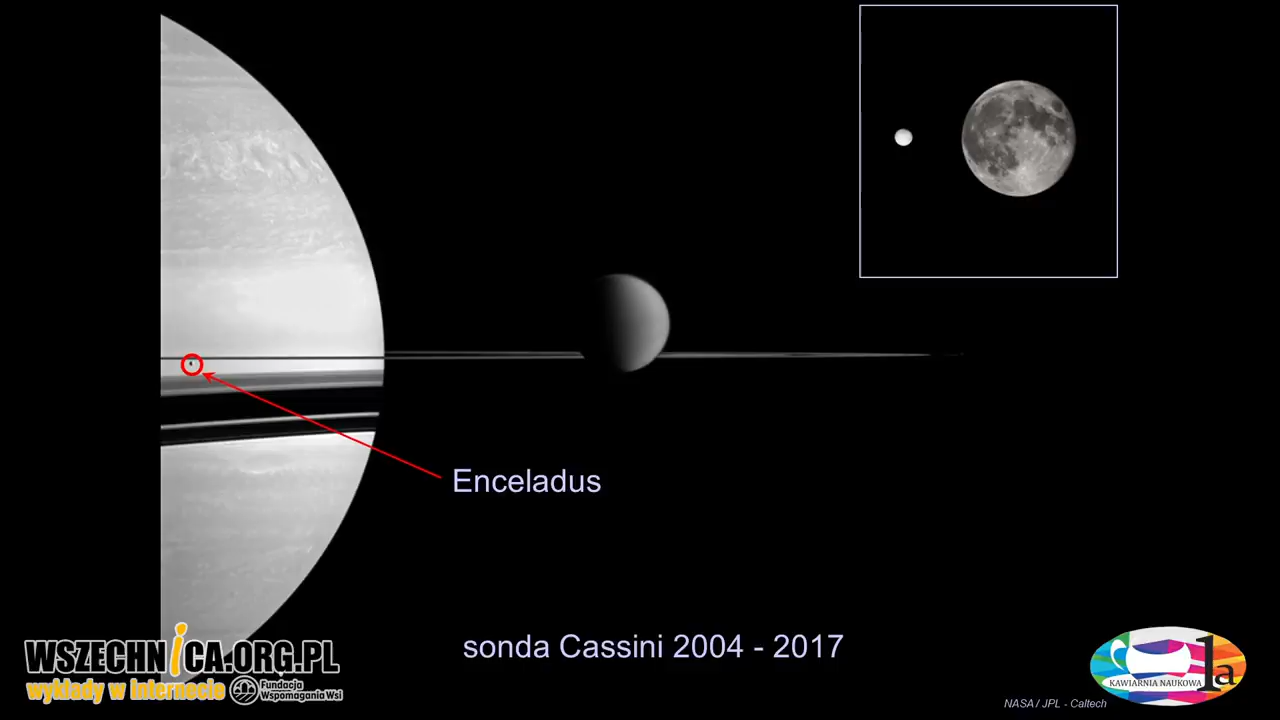 Enceladus
sonda Cassini 2004 - 2017
WSZECHNICA.ORG.PL
wykłady w internecie
Fundacja
Wspomagania Wsi
KAWIARNIA NAUKOWA
1a
NASA / JPL - Caltech